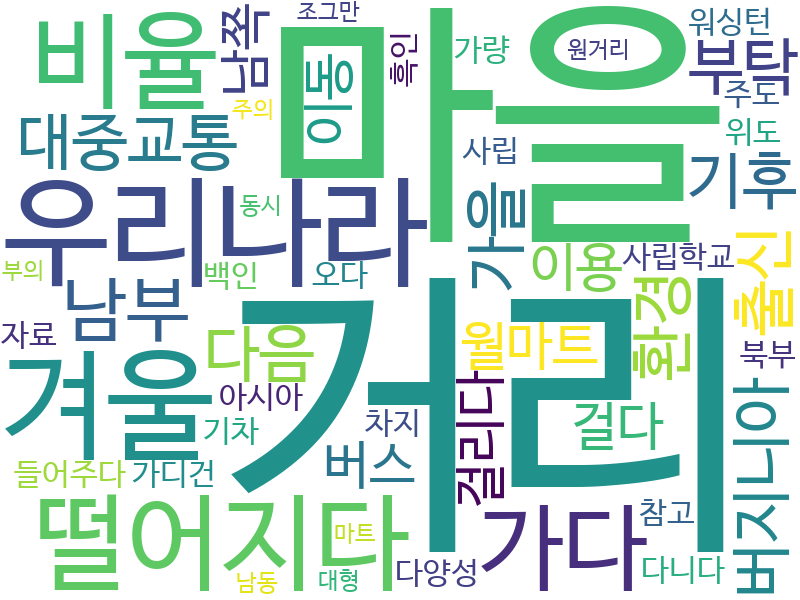 조그만
워싱턴
비율
남쪽
흑인
가량
원거리
부탁
마을
이동
주의
주도
대중교통
위도
사립
기후
우리나라
가을
동시
출신
부의
백인
오다
이용
사립학교
남부
환경
자료
겨울
다음
월마트
북부
거리
아시아
차지
걸리다
걸다
기차
버지니아
버스
들어주다
가디건
떨어지다
가다
참고
마트
다니다
남동
대형
다양성